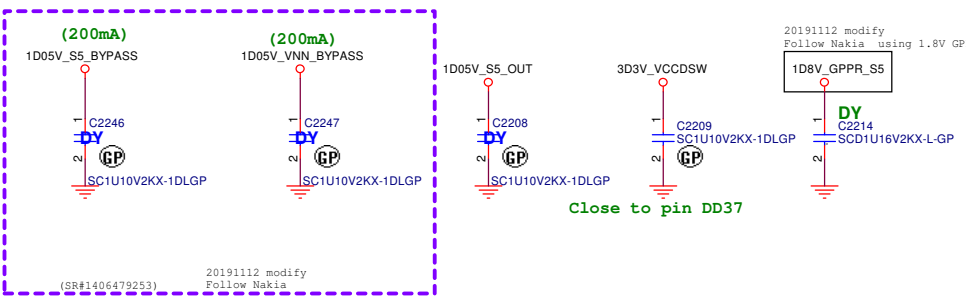 (200mA)
1D05V_S5_BYPASS
1
C2246
DY
2
GP
SC1U10V2KX-1DLGP
(200mA)
1D05V_VNN_BYPASS
1
C2247
DY
2
GP
SC1U10V2KX-1DLGP
(SR#1406479253)
20191112 modify
Follow Nakia
1D05V_S5_OUT
1
C2208
DY
2
GP
SC1U10V2KX-1DLGP
3D3V_VCCDSW
1
C2209
SC1U10V2KX-1DLGP
2
GP
Close to pin DD37
20191112 modify
Follow Nakia using 1.8V GP
1D8V_GPPR_S5
1
DY
C2214
SCD1U16V2KX-L-GP
2